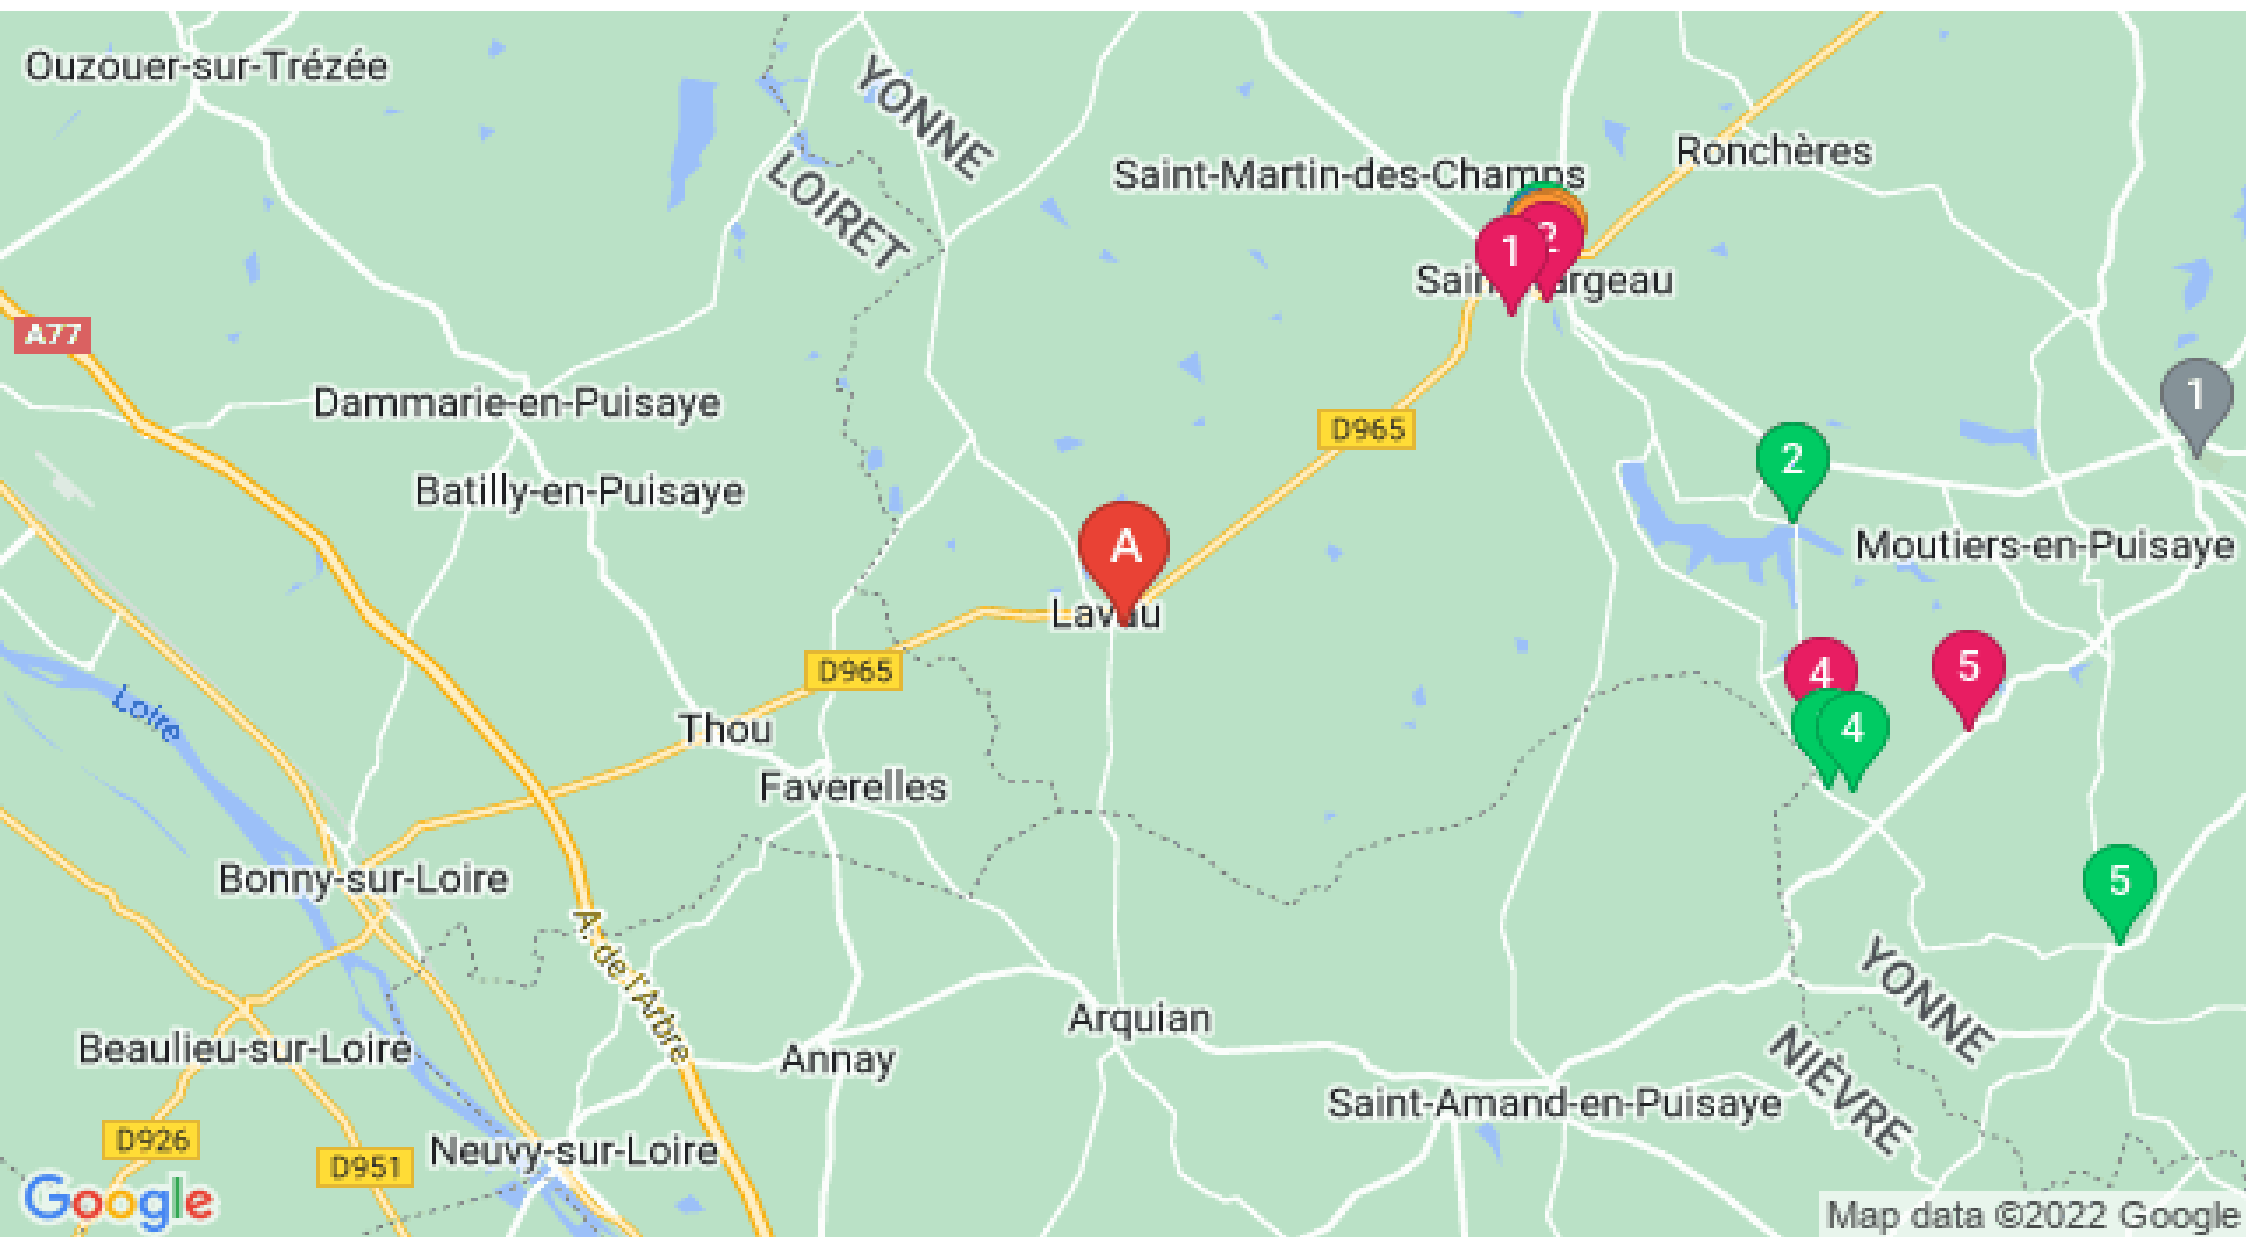 Ouzouer-sur-Trézée
YONNE
LOIRET
Saint-Martin-des-Champs
Ronchères
2
1
A77
1
Dammarie-en-Puisaye
D965
2
Batilly-en-Puisaye
A
Moutiers-en-Puisaye
Lavau
D965
4
5
Loire
Thou
4
Faverelles
Bonny-sur-Loire
5
A. de l'Arbre
YONNE
Arquian
Beaulieu-sur-Loire
Annay
NIÈVRE
Saint-Amand-en-Puisaye
D926
Neuvy-sur-Loire
D951
Google
Map data ©2022 Google